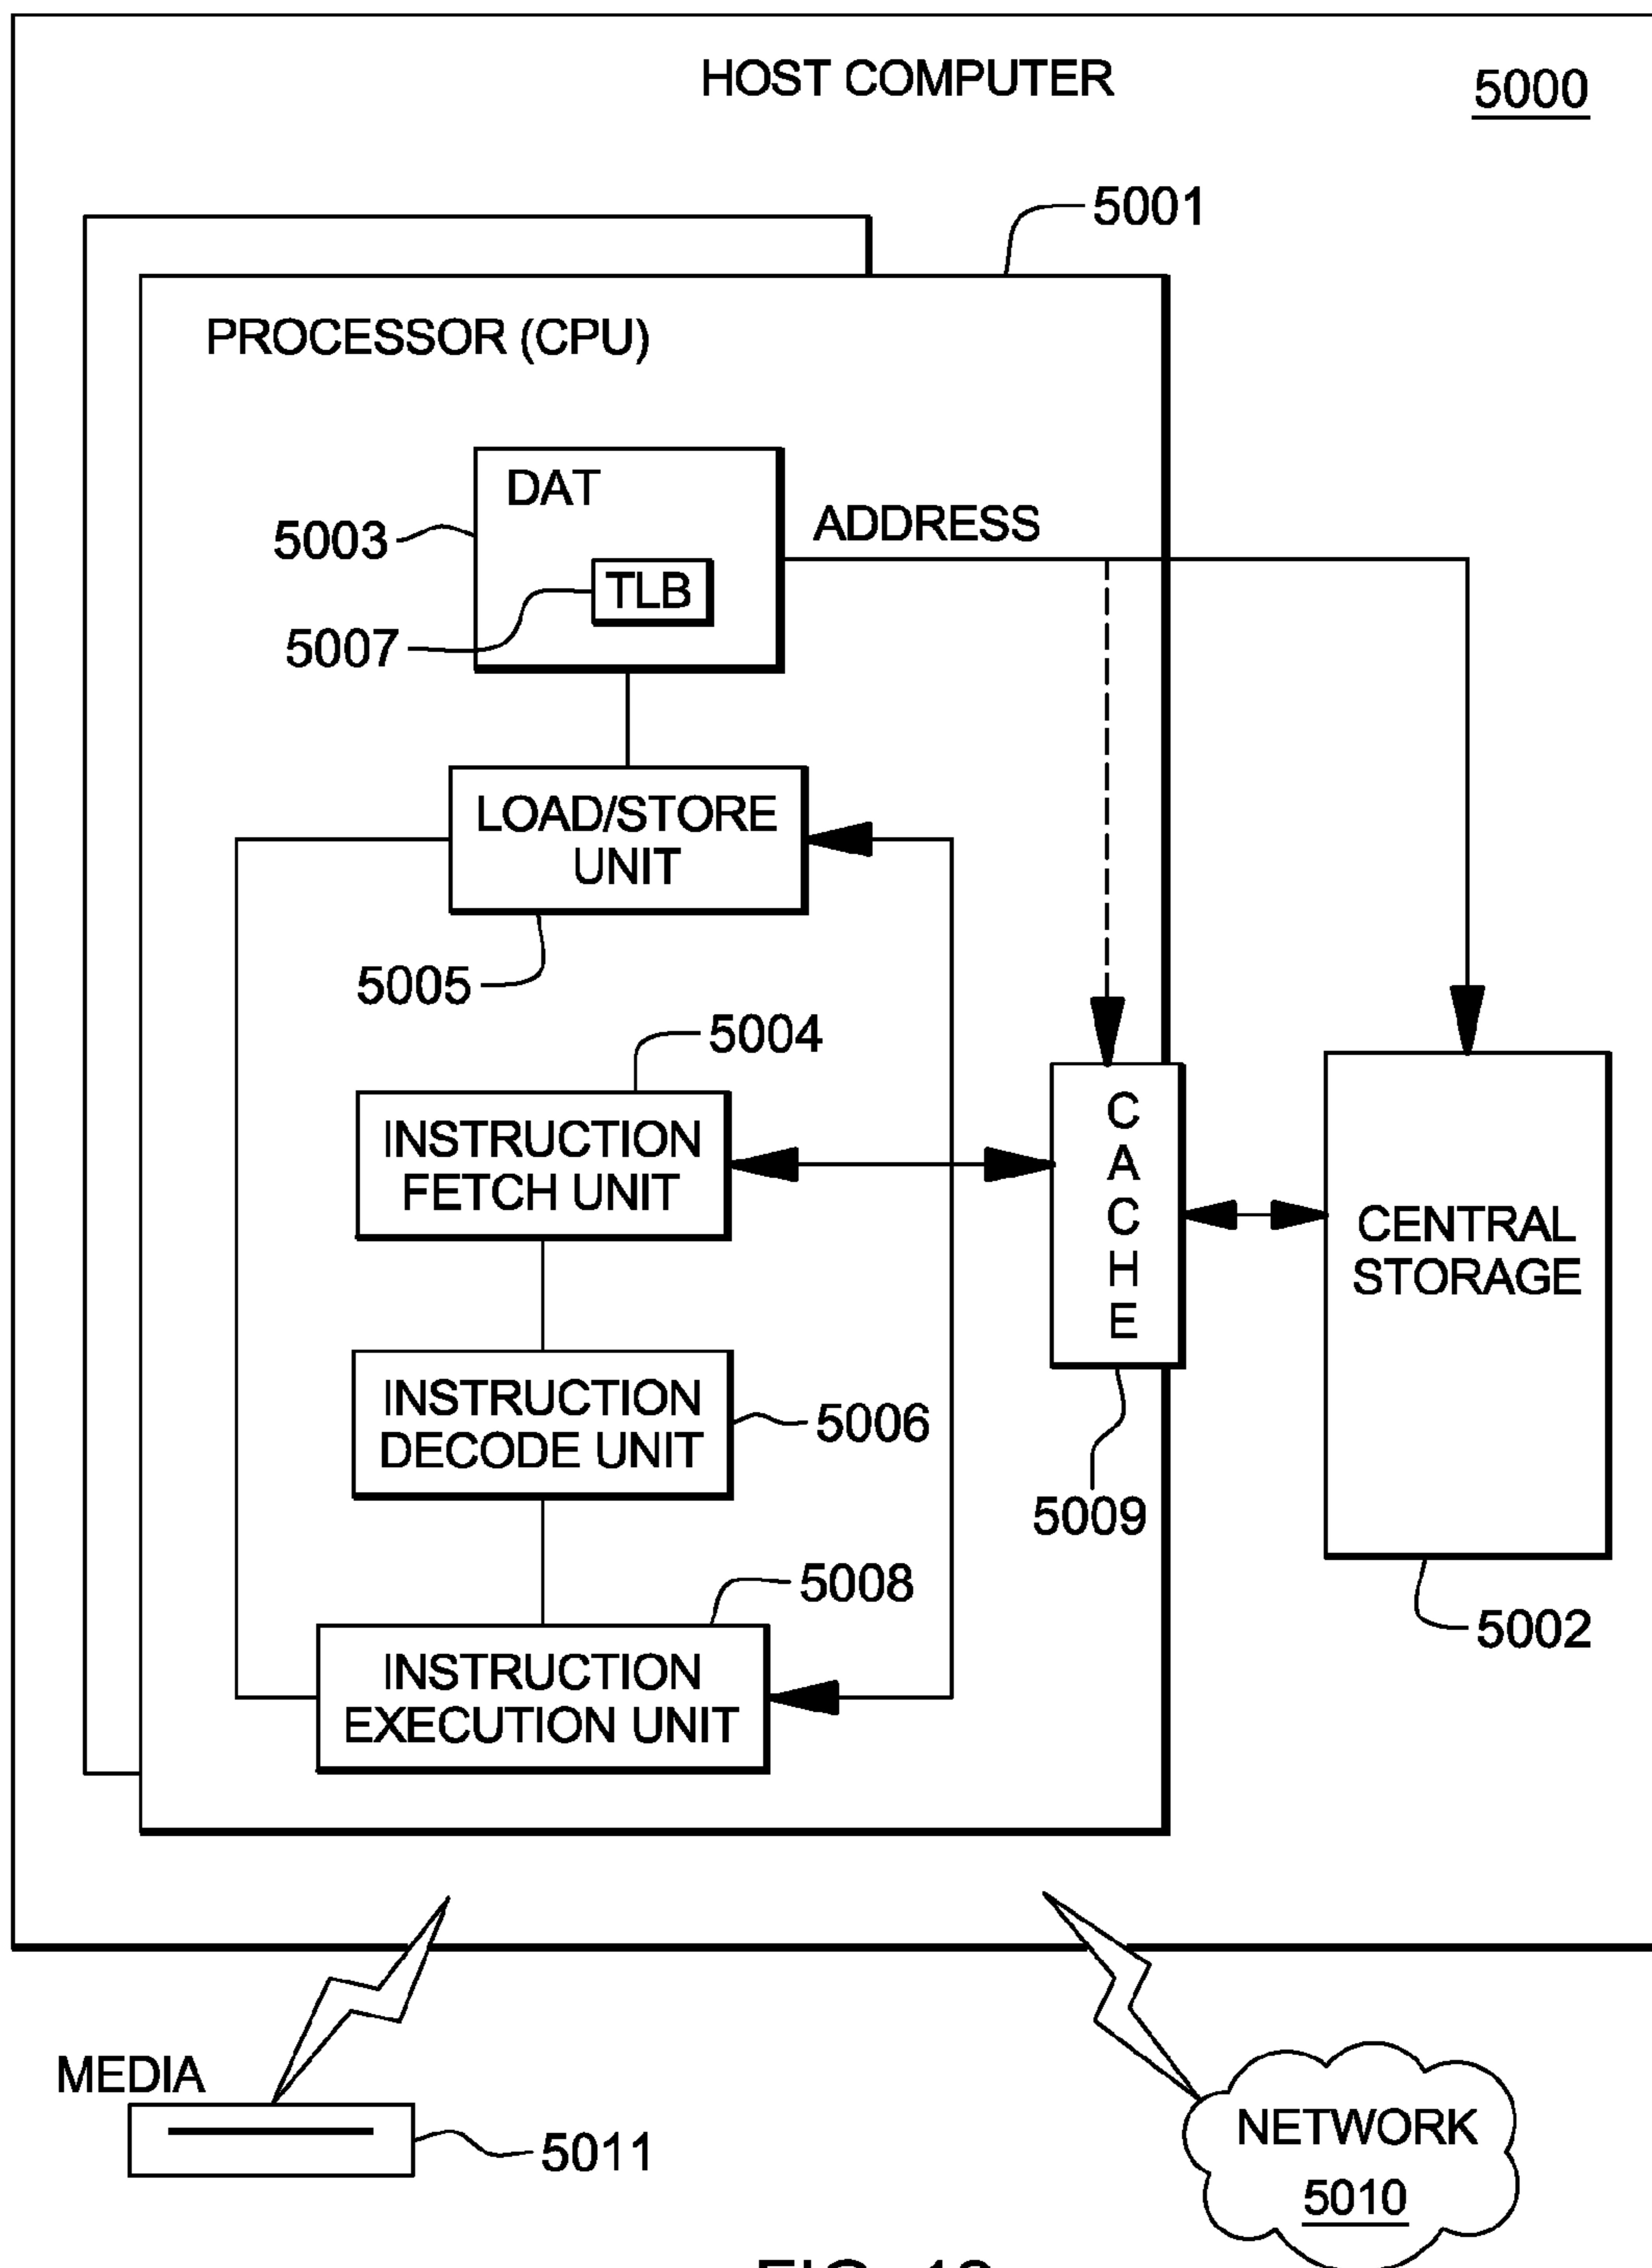 HOST COMPUTER
5000
5001
PROCESSOR (CPU)
DAT
ADDRESS
5003
TLB
5007
LOAD/STORE
UNIT
5005
5004
INSTRUCTION
FETCH UNIT
CACHE
CENTRAL
STORAGE
INSTRUCTION
DECODE UNIT
5006
5009
5008
5002
INSTRUCTION
EXECUTION UNIT
MEDIA
5011
NETWORK
5010